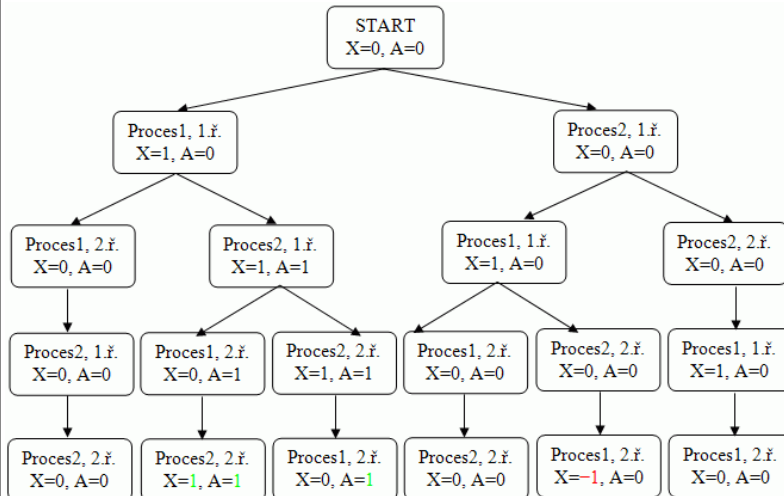 START
X=0, A=0
Proces1, 1.ř.
X=1, A=0
Proces2, 1.ř.
X=0, A=0
Proces1, 2.ř.
X=0, A=0
Proces2, 1.ř.
X=1, A=1
Proces1, 1.ř.
X=1, A=0
Proces2, 2.ř.
X=0, A=0
Proces2, 1.ř.
X=0, A=0
Proces1, 2.ř.
X=0, A=1
Proces2, 2.ř.
X=1, A=1
Proces1, 2.ř.
X=0, A=0
Proces2, 2.ř.
X=0, A=0
Proces1, 1.ř.
X=1, A=0
Proces2, 2.ř.
X=0, A=0
Proces2, 2.ř.
X=1, A=1
Proces1, 2.ř.
X=0, A=1
Proces2, 2.ř.
X=0, A=0
Proces1, 2.ř.
X=−1, A=0
Proces1, 2.ř.
X=0, A=0